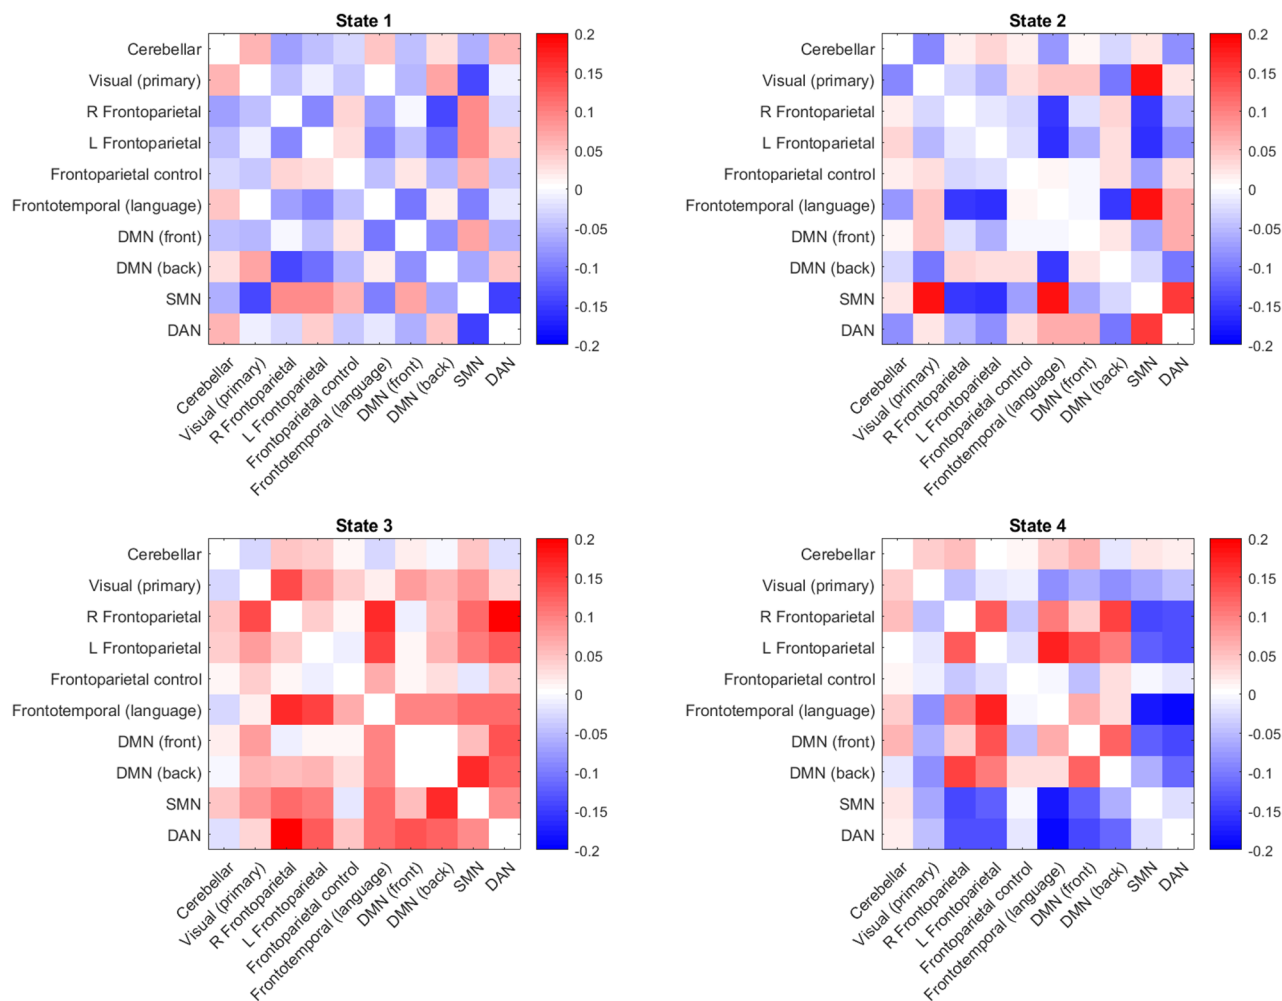 State 1
Cerebellar
Visual (primary)
R Frontoparietal
L Frontoparietal
Frontoparietal control
Frontotemporal (language)
DMN (front)
DMN (back)
SMN
DAN
0.2
0.15
0.1
0.05
0
-0.05
-0.1
-0.15
-0.2
Cerebellar
Visual (primary)
R Frontoparietal
L Frontoparietal
Frontoparietal control
Frontotemporal (language)
DMN (front)
DMN (back)
SMN
DAN
State 2
Cerebellar
Visual (primary)
R Frontoparietal
L Frontoparietal
Frontoparietal control
Frontotemporal (language)
DMN (front)
DMN (back)
SMN
DAN
0.2
0.15
0.1
0.05
0
-0.05
-0.1
-0.15
-0.2
Cerebellar
Visual (primary)
R Frontoparietal
L Frontoparietal
Frontoparietal control
Frontotemporal (language)
DMN (front)
DMN (back)
SMN
DAN
State 3
Cerebellar
Visual (primary)
R Frontoparietal
L Frontoparietal
Frontoparietal control
Frontotemporal (language)
DMN (front)
DMN (back)
SMN
DAN
0.2
0.15
0.1
0.05
0
-0.05
-0.1
-0.15
-0.2
Cerebellar
Visual (primary)
R Frontoparietal
L Frontoparietal
Frontoparietal control
Frontotemporal (language)
DMN (front)
DMN (back)
SMN
DAN
State 4
Cerebellar
Visual (primary)
R Frontoparietal
L Frontoparietal
Frontoparietal control
Frontotemporal (language)
DMN (front)
DMN (back)
SMN
DAN
0.2
0.15
0.1
0.05
0
-0.05
-0.1
-0.15
-0.2
Cerebellar
Visual (primary)
R Frontoparietal
L Frontoparietal
Frontoparietal control
Frontotemporal (language)
DMN (front)
DMN (back)
SMN
DAN